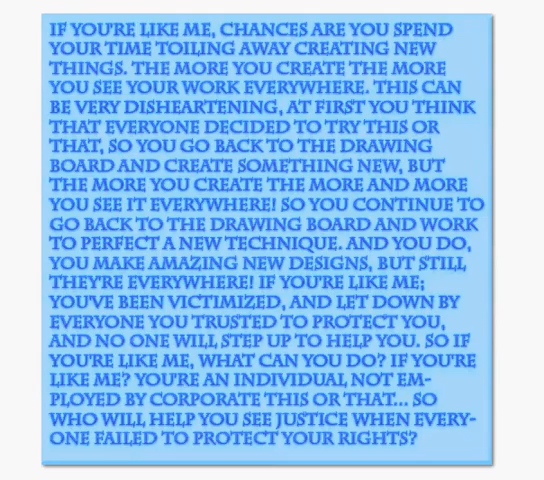 IF YOU'RE LIKE ME, CHANCES ARE YOU SPEND
YOUR TIME TOILING AWAY CREATING NEW
THINGS. THE MORE YOU CREATE THE MORE
YOU SEE YOUR WORK EVERYWHERE. THIS CAN
BE VERY DISHEARTENING, AT FIRST YOU THINK
THAT EVERYONE DECIDED TO TRY THIS OR
THAT, SO YOU GO BACK TO THE DRAWING
BOARD AND CREATE SOMETHING NEW, BUT
THE MORE YOU CREATE THE MORE AND MORE
YOU SEE IT EVERYWHERE! SO YOU CONTINUE TO
GO BACK TO THE DRAWING BOARD AND WORK
TO PERFECT A NEW TECHNIQUE. AND YOU DO,
YOU MAKE AMAZING NEW DESIGNS, BUT STILL
THEY'RE EVERYWHERE! IF YOU'RE LIKE ME;
YOU'VE BEEN VICTIMIZED, AND LET DOWN BY
EVERYONE YOU TRUSTED TO PROTECT YOU,
AND NO ONE WILL STEP UP TO HELP YOU. SO IF
YOU'RE LIKE ME, WHAT CAN YOU DO? IF YOU'RE
LIKE ME? YOU'RE AN INDIVIDUAL NOT EM-
PLOYED BY CORPORATE THIS OR THAT... SO
WHO WILL HELP YOU SEE JUSTICE WHEN EVERY-
ONE FAILED TO PROTECT YOUR RIGHTS?